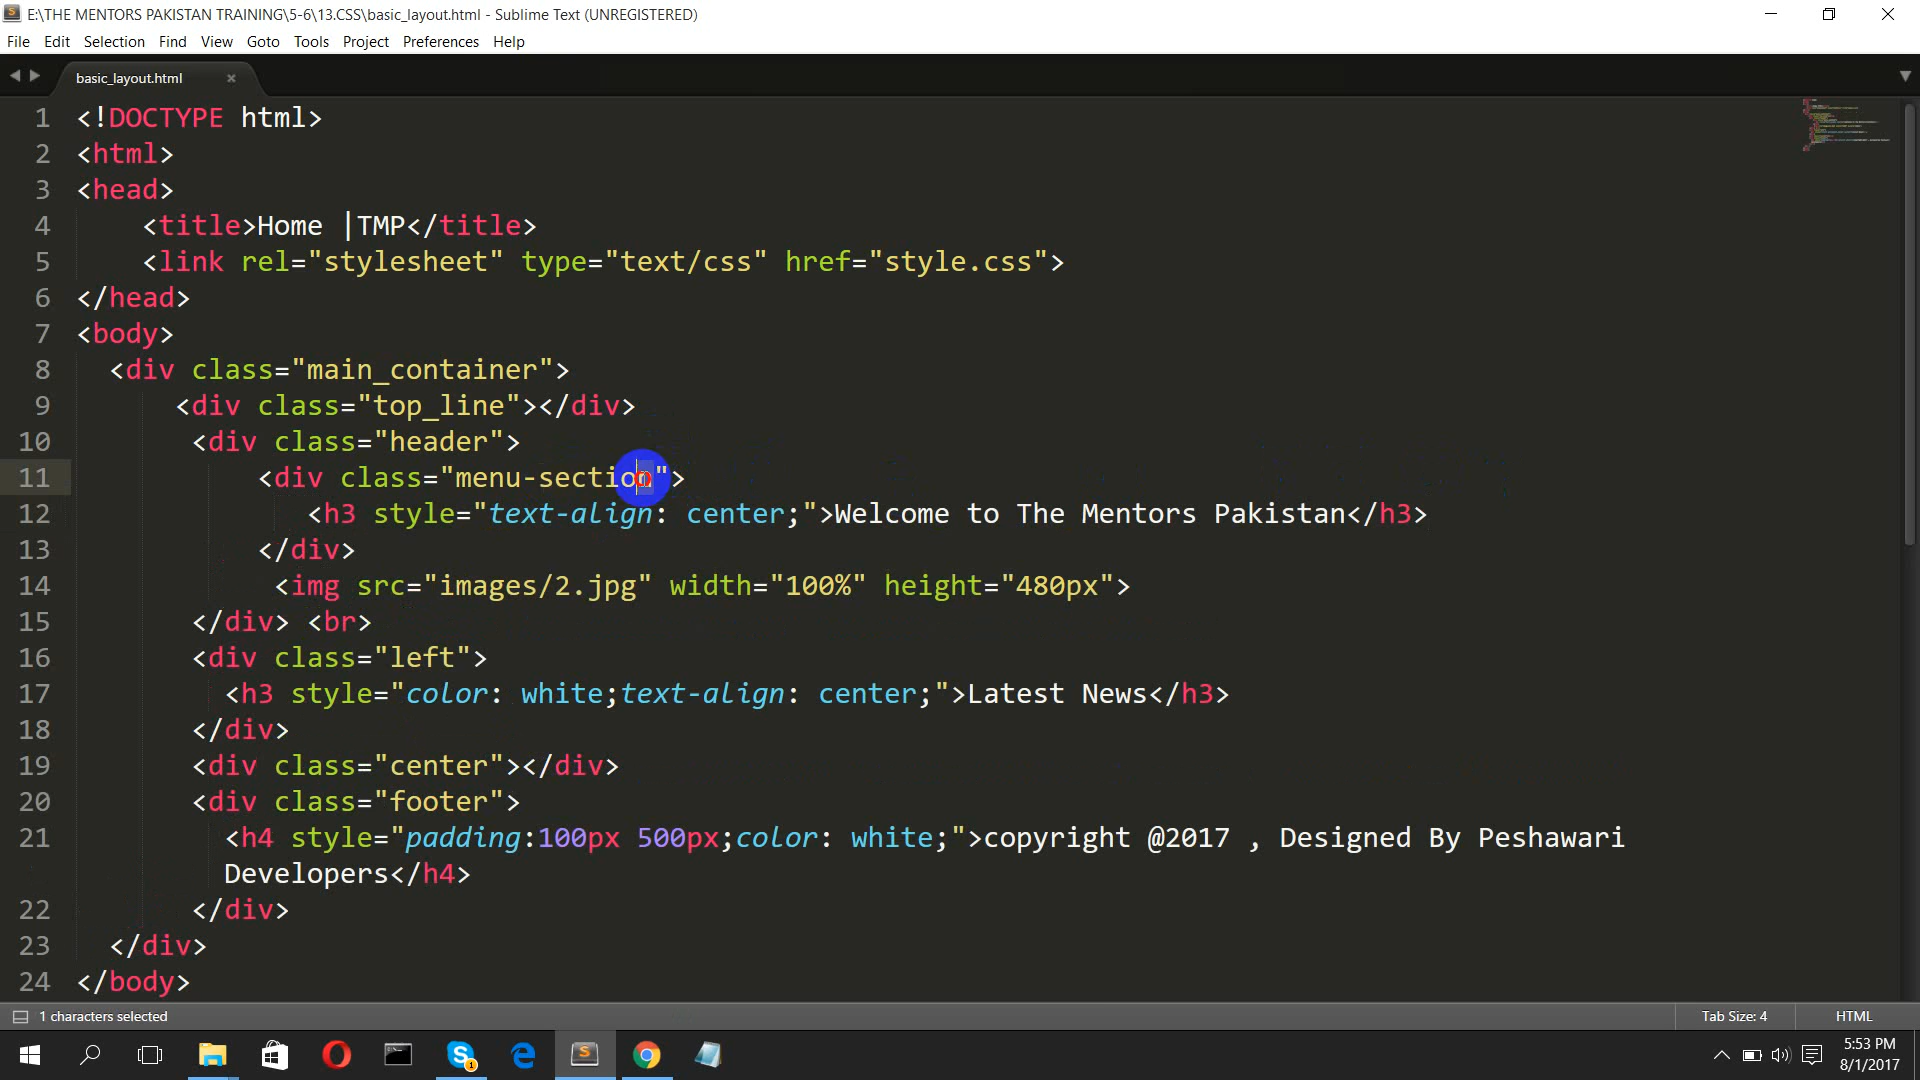 E:\THE MENTORS PAKISTAN TRAINING\5-6\13.CSS\basic_layout.html - Sublime Text (UNREGISTERED)
File Edit Selection Find View Goto Tools Project Preferences Help
basic_layout.html
1 <!DOCTYPE html>
2 <html>
3 <head>
4 <title>Home |TMP</title>
5 <link rel="stylesheet" type="text/css" href="style.css">
6 </head>
7 <body>
8 <div class="main_container">
9 <div class="top_line"></div>
10 <div class="header">
11 <div class="menu-section">
12 <h3 style="text-align: center;">Welcome to The Mentors Pakistan</h3>
13 </div>
14 <img src="images/2.jpg" width="100%" height="480px">
15 </div> <br>
16 <div class="left">
17 <h3 style="color: white;text-align: center;">Latest News</h3>
18 </div>
19 <div class="center"></div>
20 <div class="footer">
21 <h4 style="padding:100px 500px;color: white;">copyright @2017 , Designed By Peshawari
Developers</h4>
22 </div>
23 </div>
24 </body>
1 characters selected Tab Size: 4 HTML
5:53 PM
8/1/2017